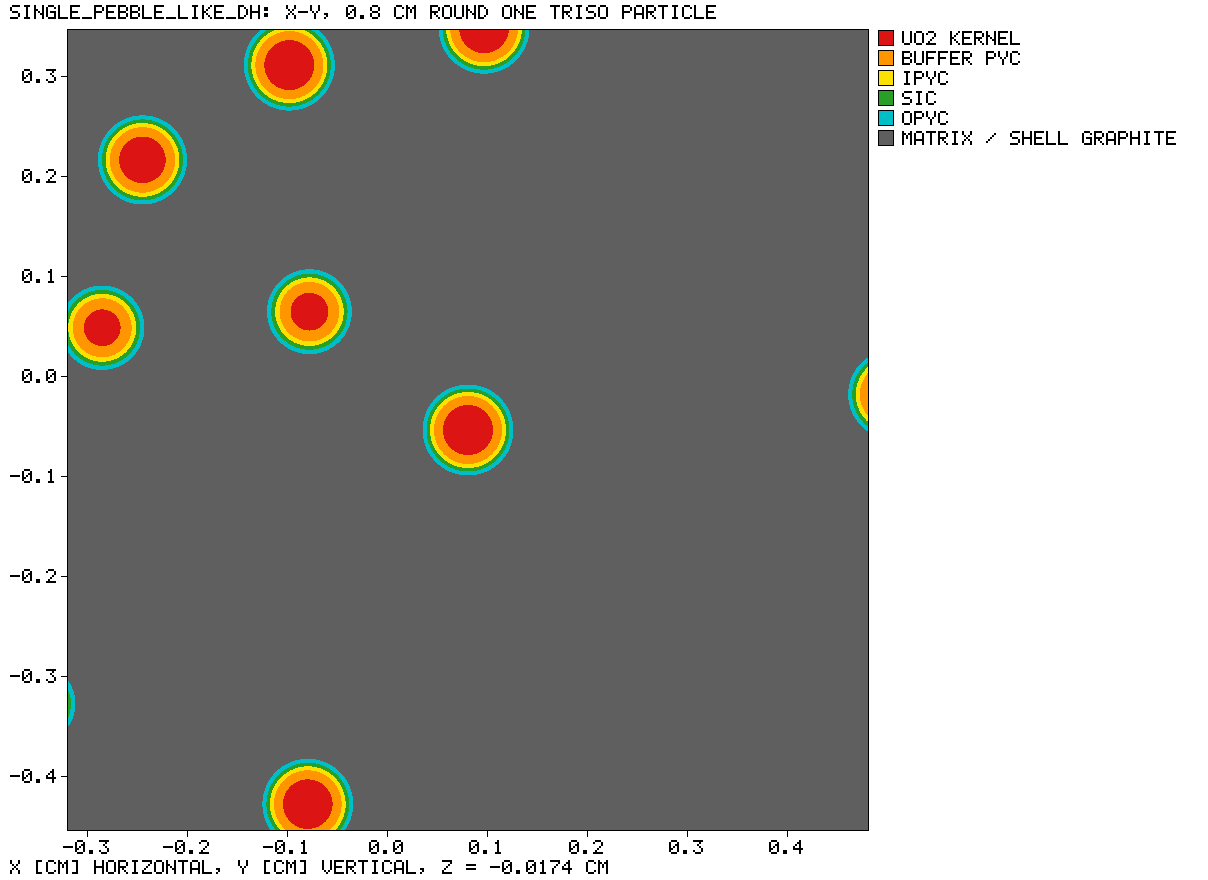 SINGLE_PEBBLE_LIKE_DH: X-Y, 0.8 CM ROUND ONE TRISO PARTICLE
UO2 KERNEL
BUFFER PYC
IPYC
SIC
OPYC
MATRIX / SHELL GRAPHITE
0.3
0.2
0.1
0.0
-0.1
-0.2
-0.3
-0.4
-0.3 -0.2 -0.1 0.0 0.1 0.2 0.3 0.4
X [CM] HORIZONTAL, Y [CM] VERTICAL, Z = -0.0174 CM